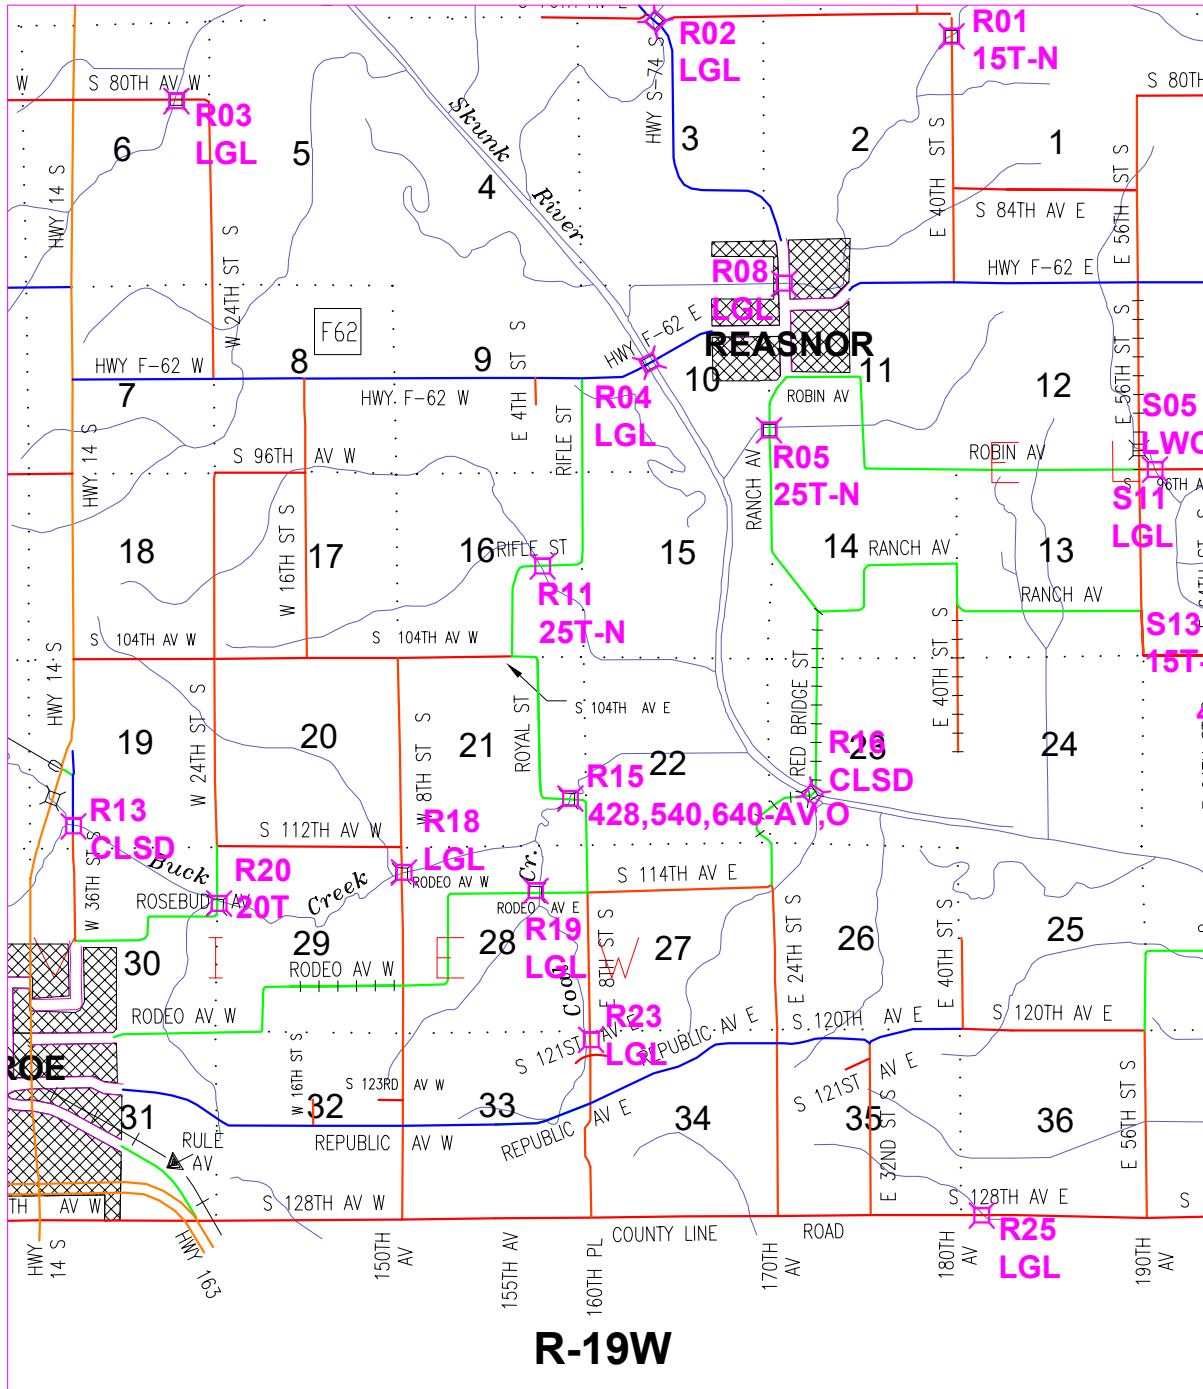 R02
LGL
R01
15T-N
HWY S-74 S
W
S 80TH AV W
S 80TH
R03
LGL
6
5
Skunk
River
4
3
2
1
E 40TH ST S
E 56TH ST S
S 84TH AV E
HWY 14 S
W 24TH ST S
F62
R08
LGL
HWY F-62 E
HWY F-62 E
REASNOR
HWY F-62 W
8
9
E 4TH ST S
10
11
12
7
HWY F-62 W
ROBIN AV
R04
LGL
RIFLE ST
E 56TH ST S
S05
LWC
HWY 14 S
S 96TH AV W
R05
25T-N
ROBIN AV
E
L
S 96TH A
S11
LGL
RANCH AV
W 16TH ST S
18
17
16
RIFLE ST
15
14
RANCH AV
13
R11
25T-N
RANCH AV
S 104TH AV W
S 104TH AV W
S13
15T-
HWY 14 S
W 24TH ST S
S 104TH AV E
ROYAL ST
RED BRIDGE ST
E 40TH ST S
19
20
21
W 8TH ST S
22
R16
CLSD
23
24
R15
428,540,640-AV,O
R13
CLSD
S 112TH AV W
R18
LGL
W 36TH ST S
Buck
Creek
R20
20T
ROSEBUD AV
RODEO AV W
Cr.
S 114TH AV E
RODEO AV E
R19
LGL
W
I
E
W
30
29
28
27
26
25
E 24TH ST S
E 40TH ST S
RODEO AV W
Coal
E 8TH ST S
RODEO AV W
R23
LGL
S 121ST AV E
REPUBLIC AV E
S 120TH AV E
S 120TH AV E
ROE
W 16TH ST S
S 123RD AV W
S 121ST AV E
31
32
33
34
35
36
RULE
AV
REPUBLIC AV W
REPUBLIC AV E
E 32ND ST S
E 56TH ST S
TH AV W
S 128TH AV W
S 128TH AV E
S
R25
LGL
COUNTY LINE
ROAD
HWY
14 S
HWY 163
150TH
AV
155TH AV
160TH PL
170TH
AV
180TH
AV
190TH
AV
R-19W